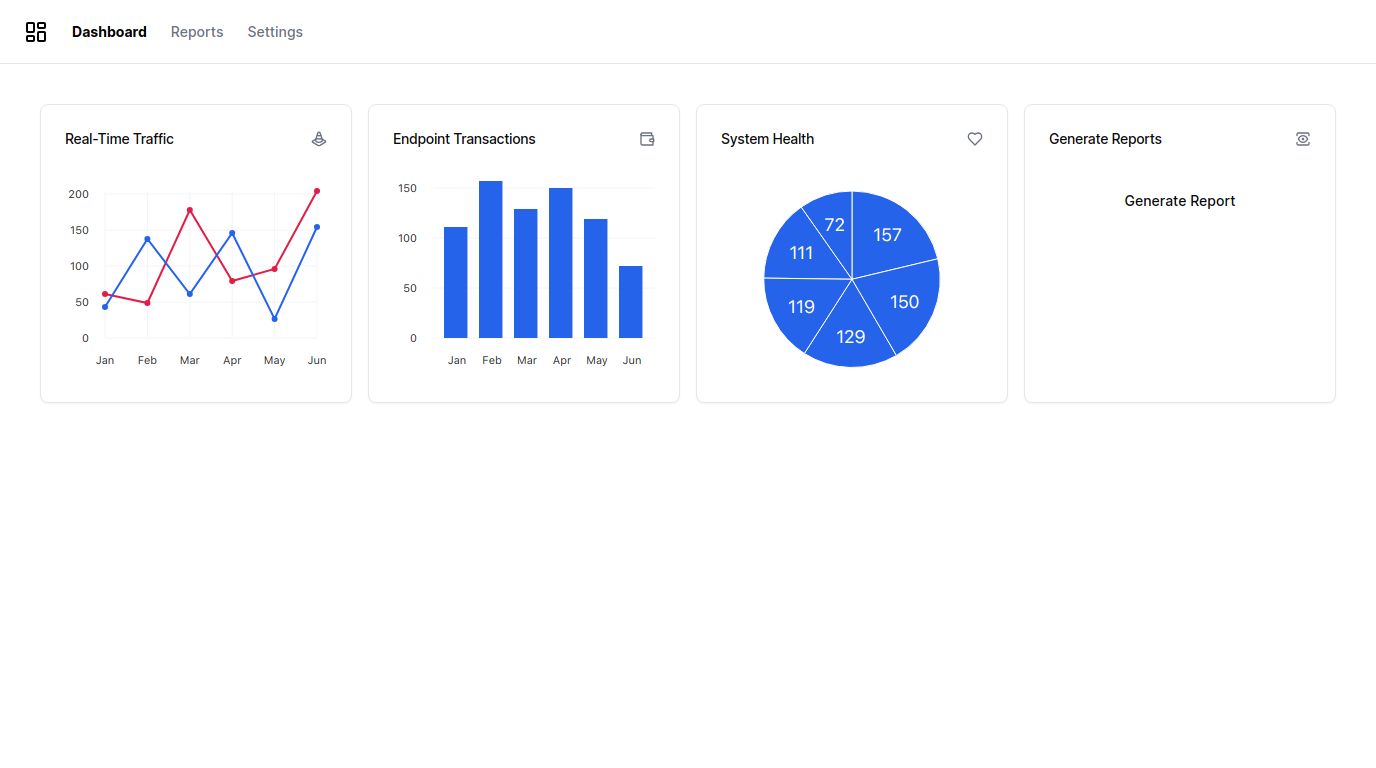 Dashboard Reports Settings
Real-Time Traffic
200
150
100
50
0
Jan Feb Mar Apr May Jun
Endpoint Transactions
150
100
50
0
Jan Feb Mar Apr May Jun
System Health
72 157
111
150
119
129
Generate Reports
Generate Report